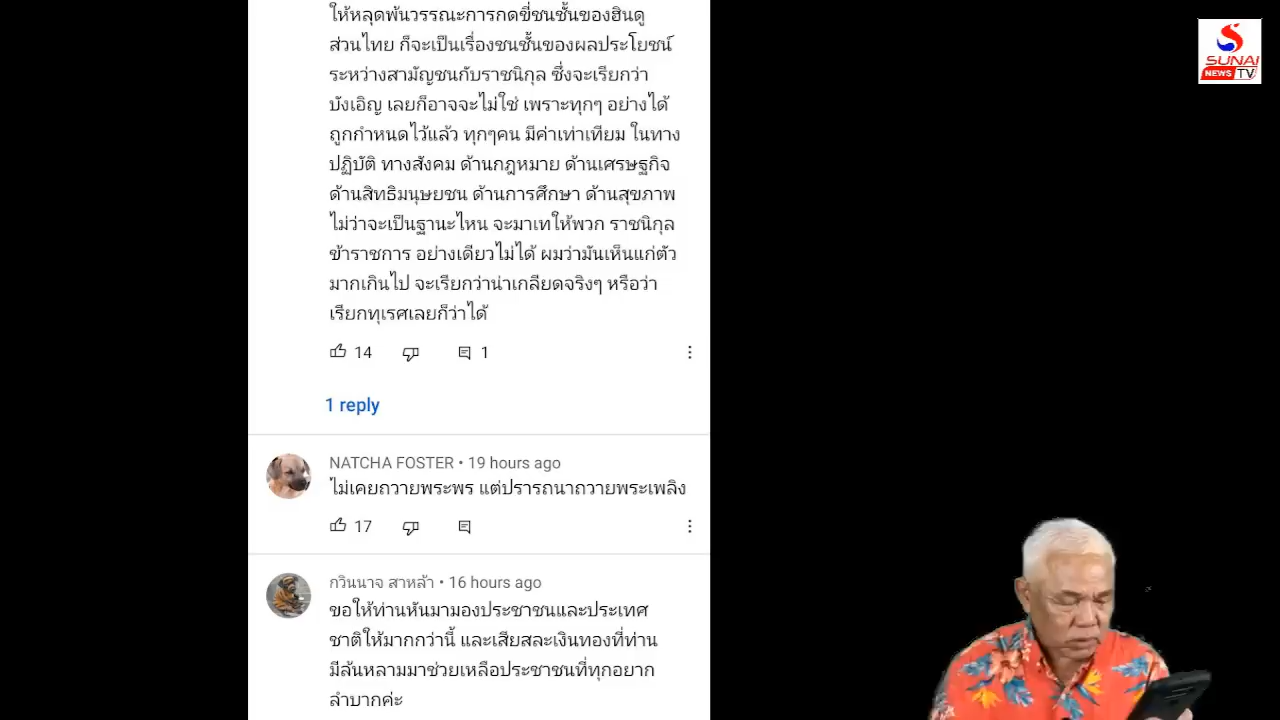 ให้หลุดพ้นวรรณะการกดขี่ชนชั้นของฮินดู
ส่วนไทย ก็จะเป็นเรื่องชนชั้นของผลประโยชน์
ระหว่างสามัญชนกับราชนิกุล ซึ่งจะเรียกว่า
บังเอิญ เลยก็อาจจะไม่ใช่ เพราะทุกๆ อย่างได้
ถูกกำหนดไว้แล้ว ทุกๆคน มีค่าเท่าเทียม ในทาง
ปฏิบัติ ทางสังคม ด้านกฎหมาย ด้านเศรษฐกิจ
ด้านสิทธิมนุษยชน ด้านการศึกษา ด้านสุขภาพ
ไม่ว่าจะเป็นฐานะไหน จะมาเทให้พวก ราชนิกุล
ข้าราชการ อย่างเดียวไม่ได้ ผมว่ามันเห็นแก่ตัว
มากเกินไป จะเรียกว่าน่าเกลียดจริงๆ หรือว่า
เรียกทุเรศเลยก็ว่าได้
14 1
1 reply
NATCHA FOSTER • 19 hours ago
ไม่เคยถวายพระพร แต่ปรารถนาถวายพระเพลิง
17
กวินนาจ สาหล้า • 16 hours ago
ขอให้ท่านหันมามองประชาชนและประเทศ
ชาติให้มากกว่านี้ และเสียสละเงินทองที่ท่าน
มีล้นหลามมาช่วยเหลือประชาชนที่ทุกอยาก
ลำบากค่ะ
SUNAI
NEWS TV